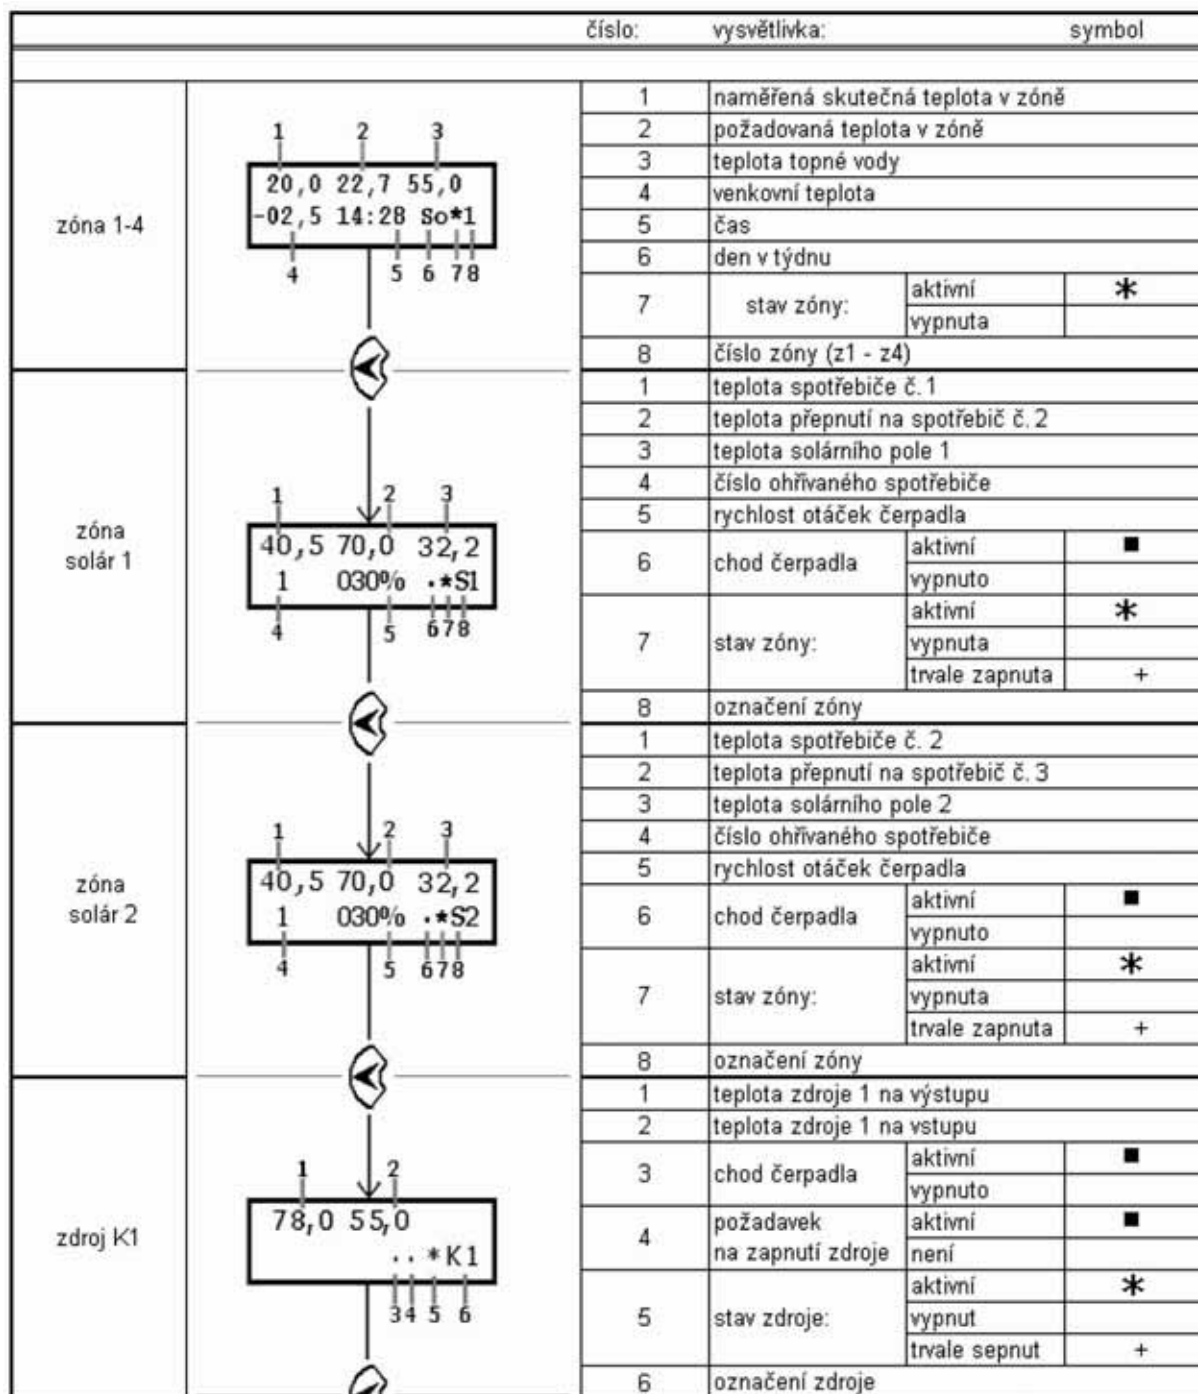 číslo: vysvětlivka: symbol
zóna 1-4
1 2 3
20,0 22,7 55,0
-02,5 14:28 So*1
4 5 6 7 8
1 naměřená skutečná teplota v zóně
2 požadovaná teplota v zóně
3 teplota topné vody
4 venkovní teplota
5 čas
6 den v týdnu
7 stav zóny: aktivní *
vypnuta
8 číslo zóny (z1 - z4)
zóna
solár 1
1 2 3
40,5 70,0 32,2
1 030% .*S1
4 5 6 7 8
1 teplota spotřebiče č. 1
2 teplota přepnutí na spotřebič č. 2
3 teplota solárního pole 1
4 číslo ohřívaného spotřebiče
5 rychlost otáček čerpadla
6 chod čerpadla aktivní ■
vypnuto
7 stav zóny: aktivní *
vypnuta
trvale zapnuta +
8 označení zóny
zóna
solár 2
1 2 3
40,5 70,0 32,2
1 030% .*S2
4 5 6 7 8
1 teplota spotřebiče č. 2
2 teplota přepnutí na spotřebič č. 3
3 teplota solárního pole 2
4 číslo ohřívaného spotřebiče
5 rychlost otáček čerpadla
6 chod čerpadla aktivní ■
vypnuto
7 stav zóny: aktivní *
vypnuta
trvale zapnuta +
8 označení zóny
zdroj K1
1 2
78,0 55,0
. . * K1
3 4 5 6
1 teplota zdroje 1 na výstupu
2 teplota zdroje 1 na vstupu
3 chod čerpadla aktivní ■
vypnuto
4 požadavek
na zapnutí zdroje aktivní ■
není
5 stav zdroje: aktivní *
vypnut
trvale sepnut +
6 označení zdroje